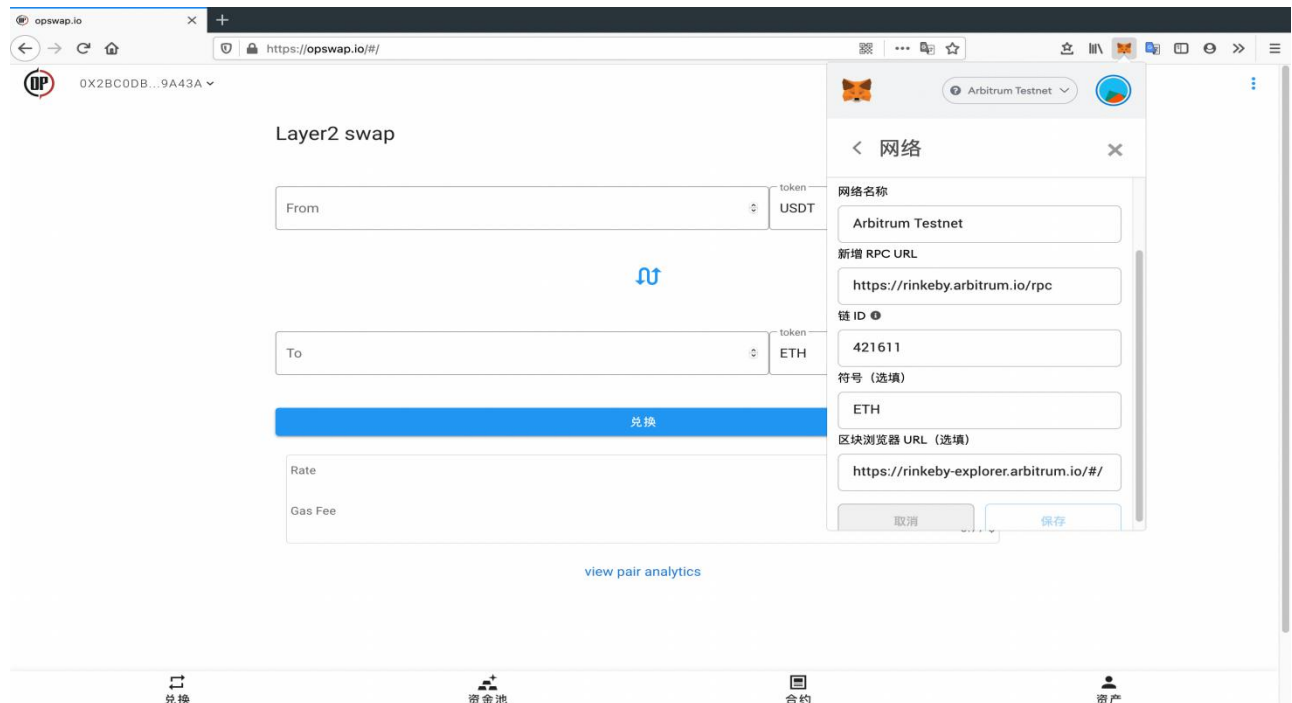 opswap.io
https://opswap.io/#/
OP
0X2BC0DB...9A43A
Arbitrum Testnet
Layer2 swap
网络
网络名称
Arbitrum Testnet
新增 RPC URL
https://rinkeby.arbitrum.io/rpc
链 ID
421611
符号（选填）
ETH
区块浏览器 URL（选填）
https://rinkeby-explorer.arbitrum.io/#/
取消
保存
From
token
USDT
To
token
ETH
兑换
Rate
Gas Fee
view pair analytics
兑换
资金池
合约
资产